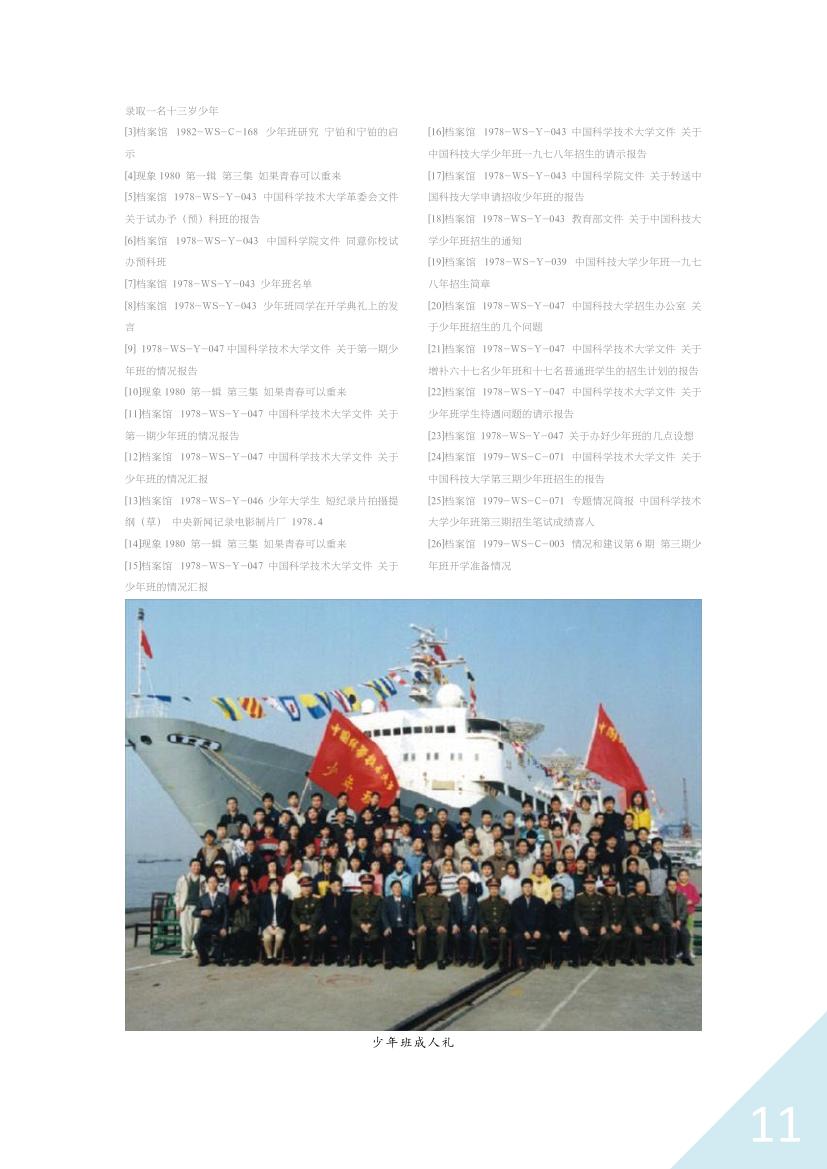 录取一名十三岁少年
[3]档案馆 1982-WS-C-168 少年班研究 宁铂和宁铂的启
示
[4]现象 1980 第一辑 第三集 如果青春可以重来
[5]档案馆 1978-WS-Y-043 中国科学技术大学革委会文件
关于试办予（预）科班的报告
[6]档案馆 1978-WS-Y-043 中国科学院文件 同意你校试
办预科班
[7]档案馆 1978-WS-Y-043 少年班名单
[8]档案馆 1978-WS-Y-043 少年班同学在开学典礼上的发
言
[9] 1978-WS-Y-047 中国科学技术大学文件 关于第一期少
年班的情况报告
[10]现象 1980 第一辑 第三集 如果青春可以重来
[11]档案馆 1978-WS-Y-047 中国科学技术大学文件 关于
第一期少年班的情况报告
[12]档案馆 1978-WS-Y-047 中国科学技术大学文件 关于
少年班的情况汇报
[13]档案馆 1978-WS-Y-046 少年大学生 短纪录片拍摄提
纲（草） 中央新闻记录电影制片厂 1978.4
[14]现象 1980 第一辑 第三集 如果青春可以重来
[15]档案馆 1978-WS-Y-047 中国科学技术大学文件 关于
少年班的情况汇报
[16]档案馆 1978-WS-Y-043 中国科学技术大学文件 关于
中国科技大学少年班一九七八年招生的请示报告
[17]档案馆 1978-WS-Y-043 中国科学院文件 关于转送中
国科技大学申请招收少年班的报告
[18]档案馆 1978-WS-Y-043 教育部文件 关于中国科技大
学少年班招生的通知
[19]档案馆 1978-WS-Y-039 中国科技大学少年班一九七
八年招生简章
[20]档案馆 1978-WS-Y-047 中国科技大学招生办公室 关
于少年班招生的几个问题
[21]档案馆 1978-WS-Y-047 中国科学技术大学文件 关于
增补六十七名少年班和十七名普通班学生的招生计划的报告
[22]档案馆 1978-WS-Y-047 中国科学技术大学文件 关于
少年班学生待遇问题的请示报告
[23]档案馆 1978-WS-Y-047 关于办好少年班的几点设想
[24]档案馆 1979-WS-C-071 中国科学技术大学文件 关于
中国科技大学第三期少年班招生的报告
[25]档案馆 1979-WS-C-071 专题情况简报 中国科学技术
大学少年班第三期招生笔试成绩喜人
[26]档案馆 1979-WS-C-003 情况和建议第 6 期 第三期少
年班开学准备情况
中国科学技术大学
少年班
中国
少年班成人礼
11